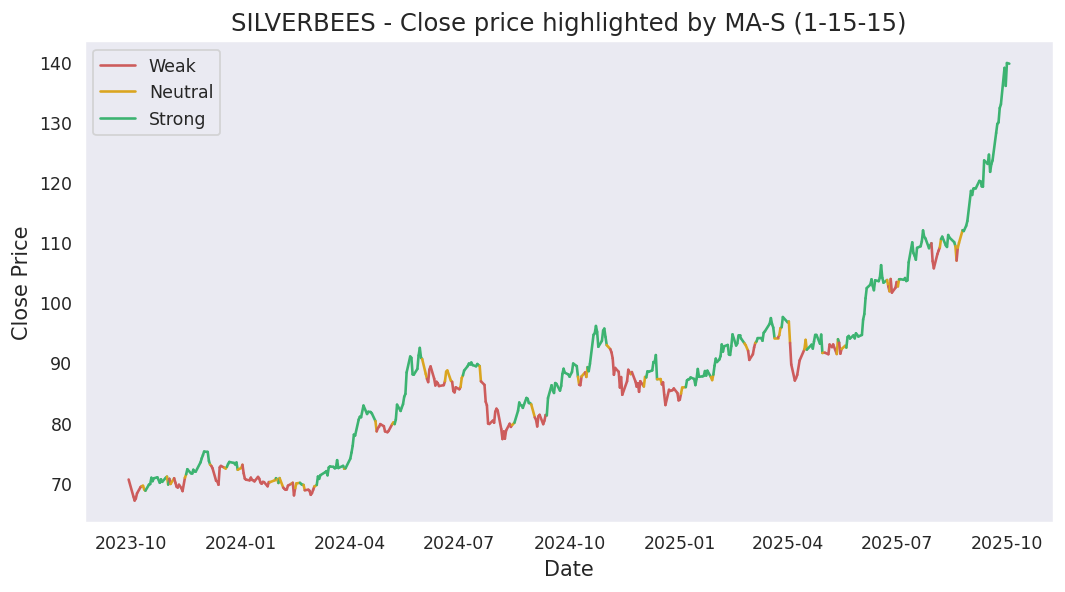 SILVERBEES - Close price highlighted by MA-S (1-15-15)
Weak
Neutral
Strong
140
130
120
110
100
90
80
70
Close Price
2023-10 2024-01 2024-04 2024-07 2024-10 2025-01 2025-04 2025-07 2025-10
Date